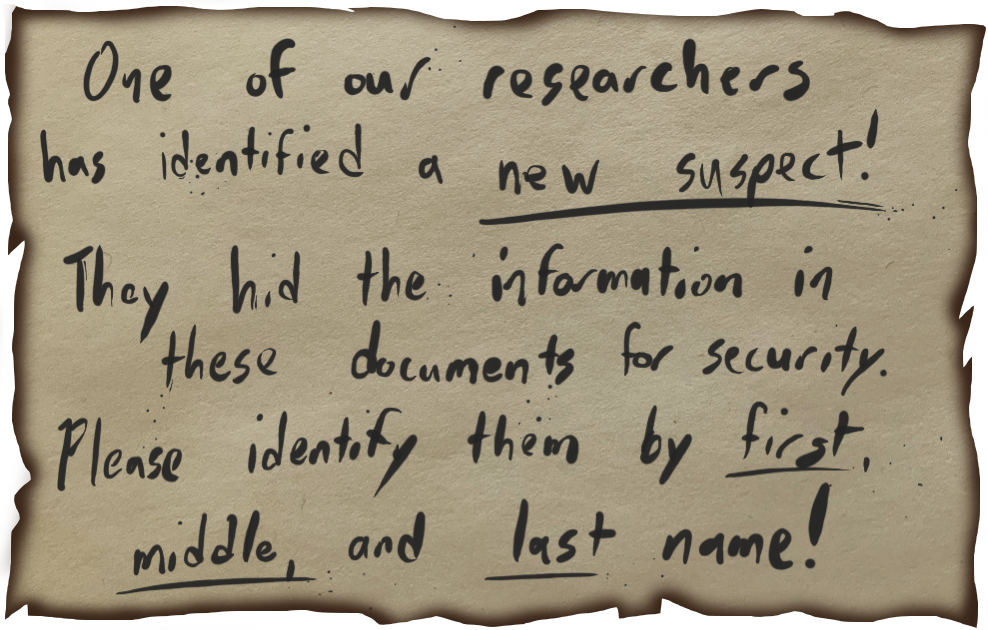 One of our researchers
has identified a new suspect!
They hid the information in
these documents for security.
Please identify them by first,
middle, and last name!